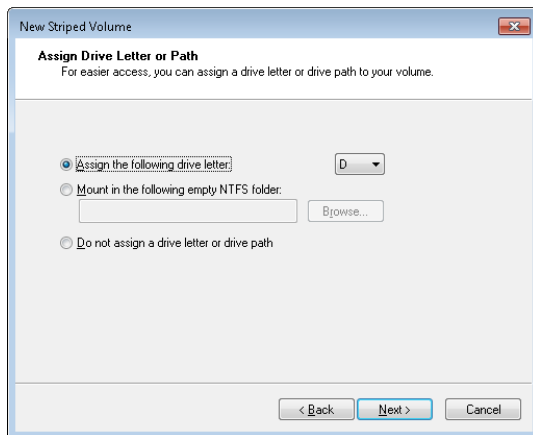 New Striped Volume
Assign Drive Letter or Path
For easier access, you can assign a drive letter or drive path to your volume.
Assign the following drive letter: D
Mount in the following empty NTFS folder:
Browse...
Do not assign a drive letter or drive path
< Back Next > Cancel